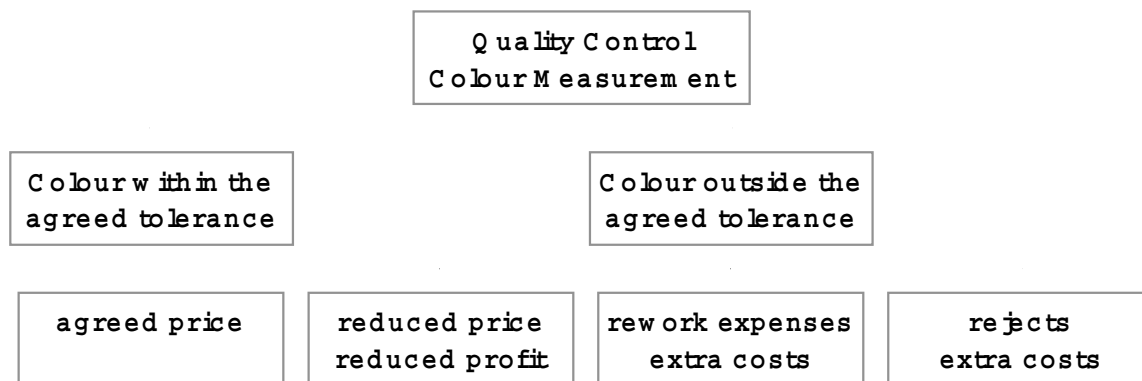 Quality Control
Colour Measurement
Colour within the
agreed tolerance
Colour outside the
agreed tolerance
agreed price
reduced price
reduced profit
rework expenses
extra costs
rejects
extra costs